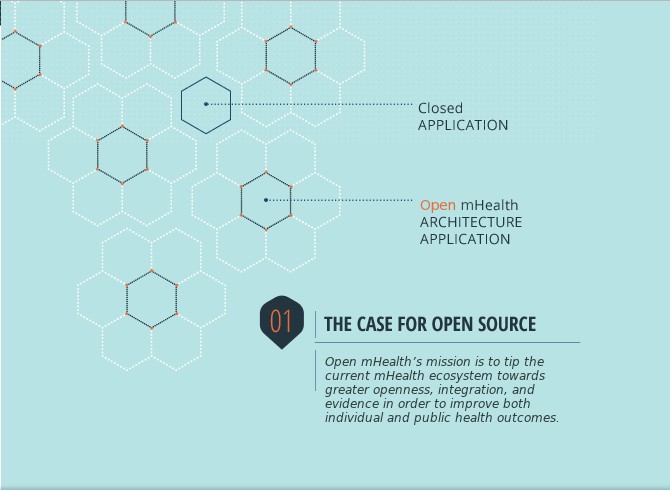 Closed
APPLICATION
Open mHealth
ARCHITECTURE
APPLICATION
01
THE CASE FOR OPEN SOURCE
Open mHealth’s mission is to tip the
current mHealth ecosystem towards
greater openness, integration, and
evidence in order to improve both
individual and public health outcomes.